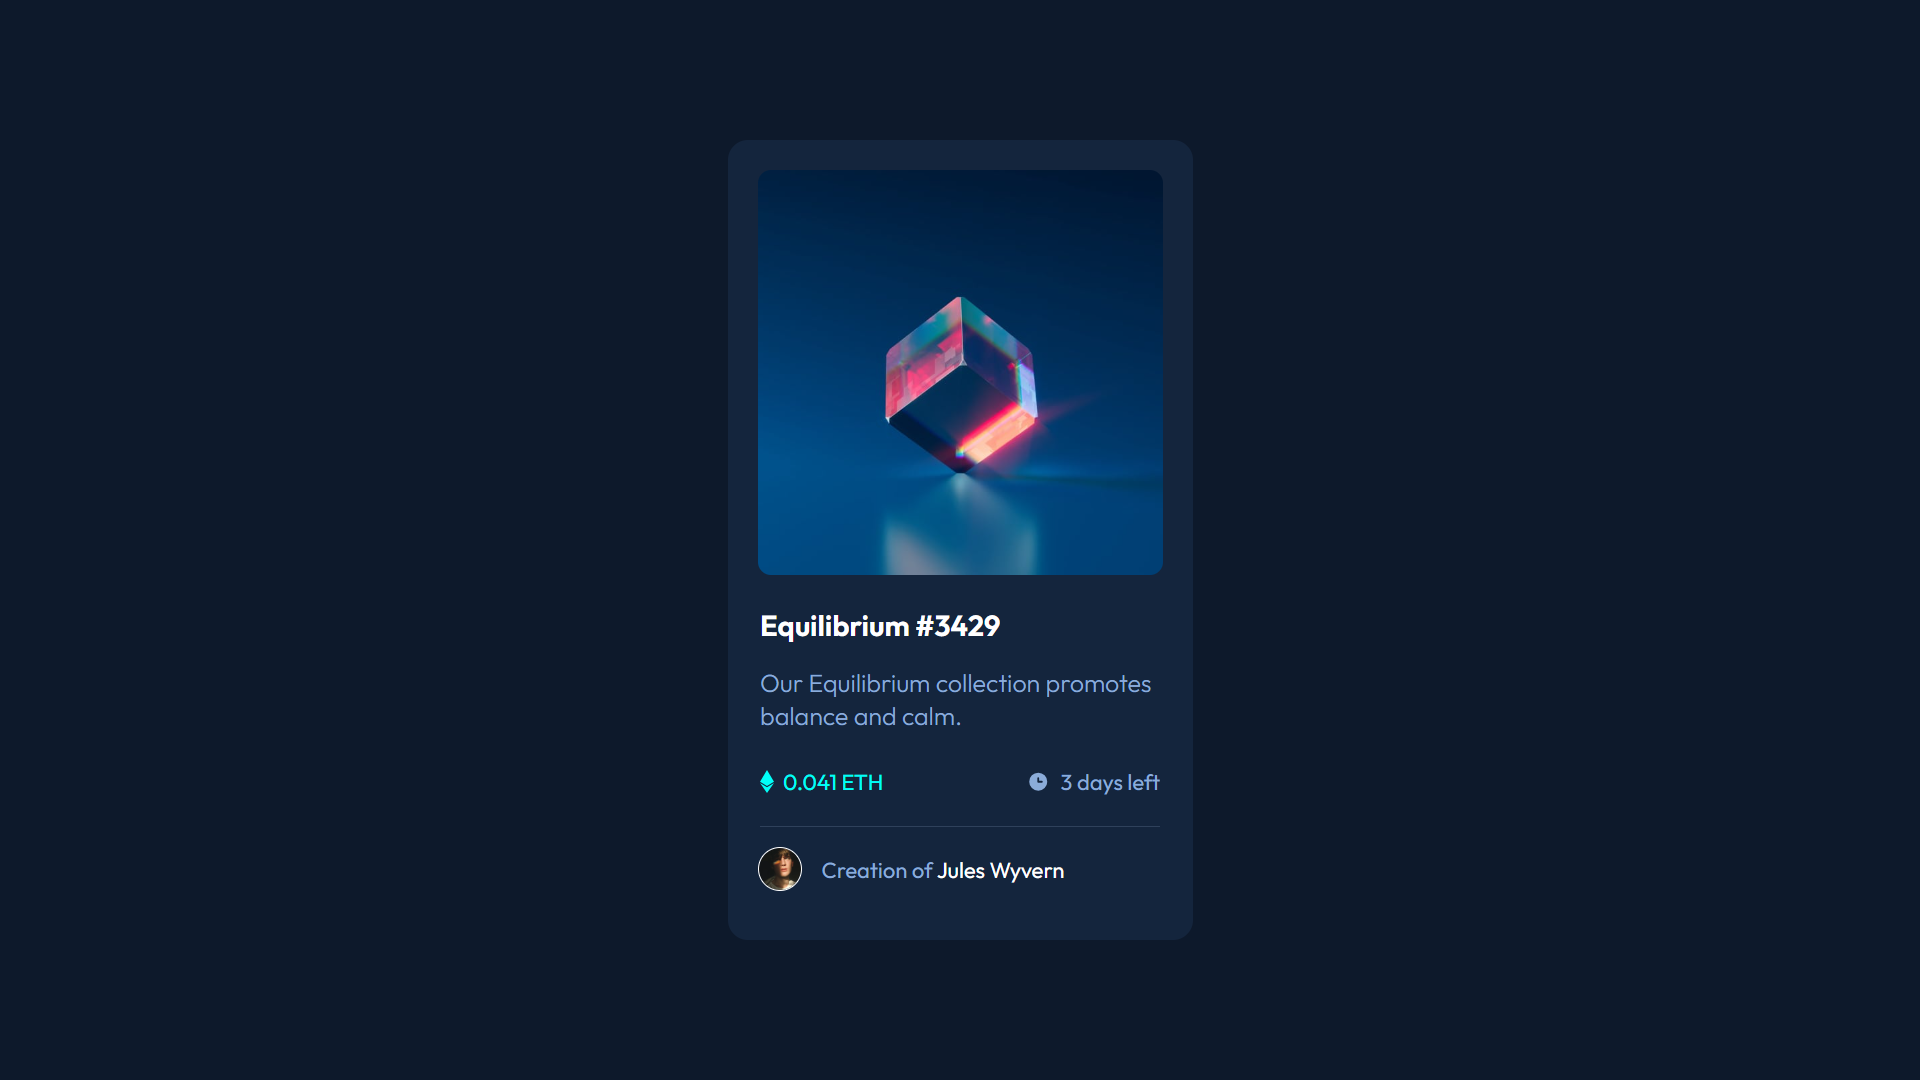 Equilibrium #3429
Our Equilibrium collection promotes
balance and calm.
0.041 ETH
3 days left
Creation of Jules Wyvern